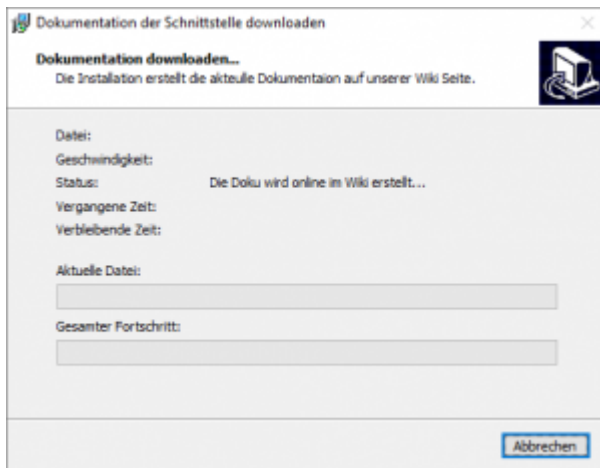 Dokumentation der Schnittstelle downloaden
Dokumentation downloaden...
Die Installation erstellt die akteulle Dokumentaion auf unserer Wiki Seite.
Datei:
Geschwindigkeit:
Status: Die Doku wird online im Wiki erstellt...
Vergangene Zeit:
Verbleibende Zeit:
Aktuelle Datei:
Gesamter Fortschritt:
Abbrechen